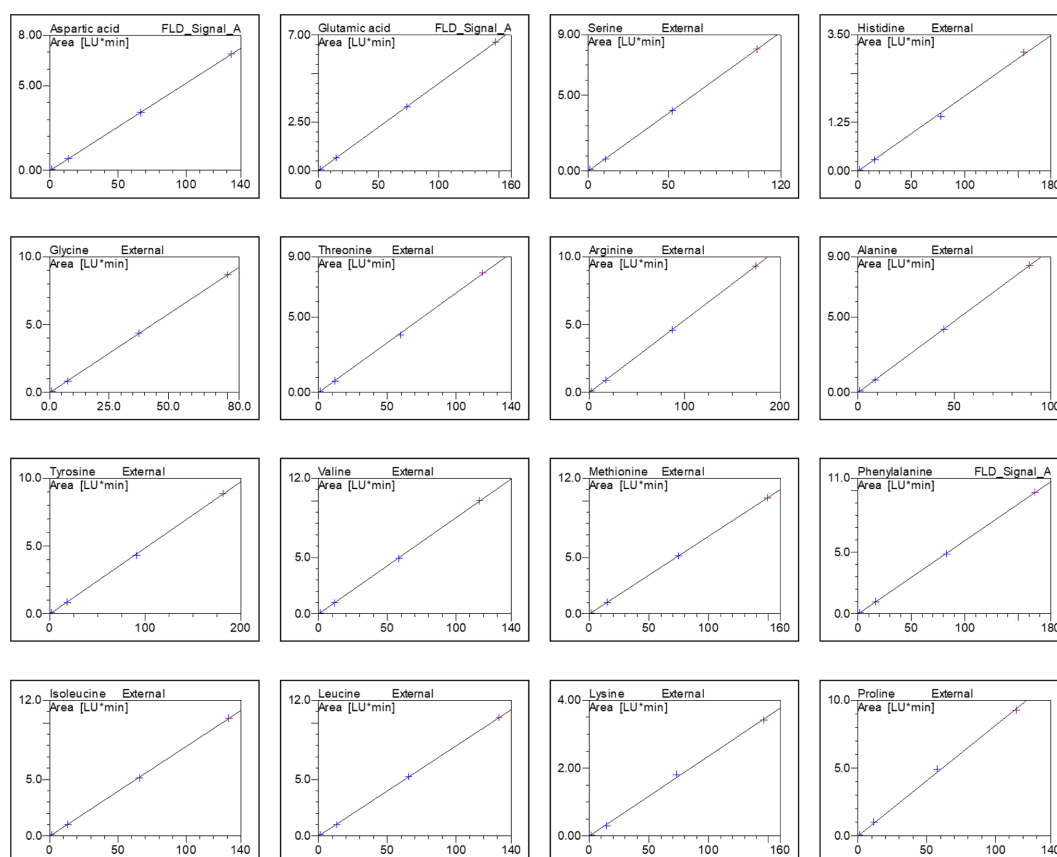 Aspartic acid FLD_Signal_A
Area [LU*min]
8.00
5.00
0.00
0 50 100 140
Glutamic acid FLD_Signal_A
Area [LU*min]
7.00
2.50
0.00
0 50 100 160
Serine External
Area [LU*min]
9.00
5.00
0.00
0 50 120
Histidine External
Area [LU*min]
3.50
1.25
0.00
0 100 180
Glycine External
Area [LU*min]
10.0
5.0
0.0
0.0 25.0 50.0 80.0
Threonine External
Area [LU*min]
9.00
5.00
0.00
0 50 100 140
Arginine External
Area [LU*min]
10.0
5.0
0.0
0 100 200
Alanine External
Area [LU*min]
9.00
5.00
0.00
0 50 100
Tyrosine External
Area [LU*min]
10.0
5.0
0.0
0 100 200
Valine External
Area [LU*min]
12.0
5.0
0.0
0 50 100 140
Methionine External
Area [LU*min]
12.0
5.0
0.0
0 50 100 160
Phenylalanine FLD_Signal_A
Area [LU*min]
11.0
5.0
0.0
0 100 180
Isoleucine External
Area [LU*min]
12.0
5.0
0.0
0 50 100 140
Leucine External
Area [LU*min]
12.0
5.0
0.0
0 50 100 140
Lysine External
Area [LU*min]
4.00
2.00
0.00
0 50 100 160
Proline External
Area [LU*min]
10.0
5.0
0.0
0 50 100 140